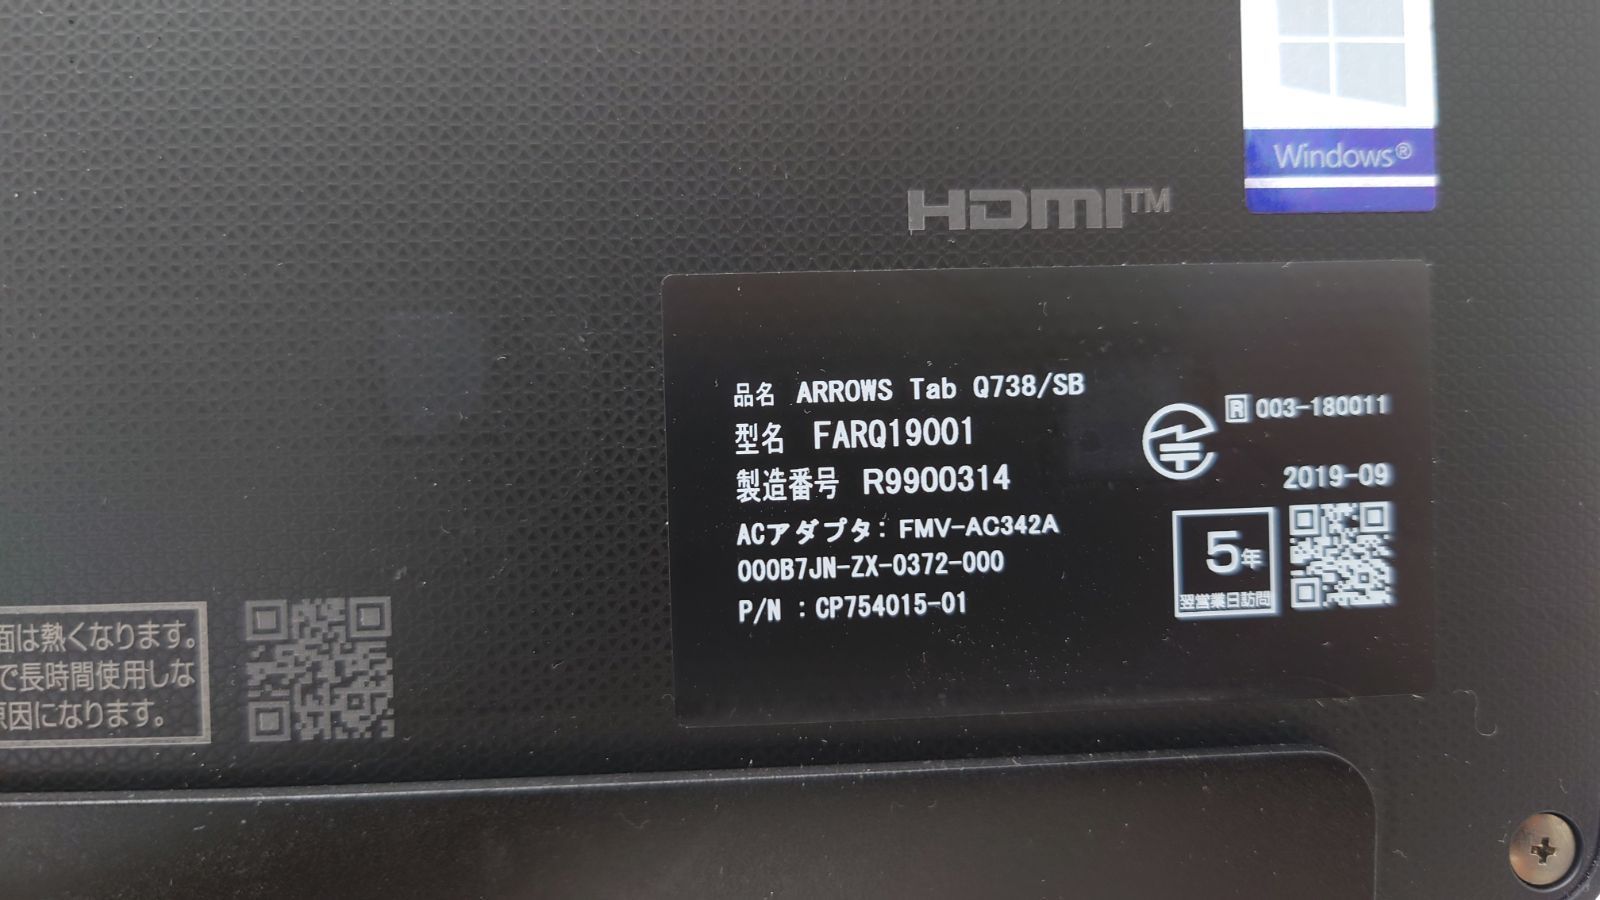 Windows®
HDMI™
品名 ARROWS Tab Q738/SB
型名 FARQ19001
製造番号 R9900314
ACアダプタ: FMV-AC342A
000B7JN-ZX-0372-000
P/N :CP754015-01
R 003-180011
2019-09
5年
翌営業日訪問
面は熱くなります。
で長時間使用しな
原因になります。